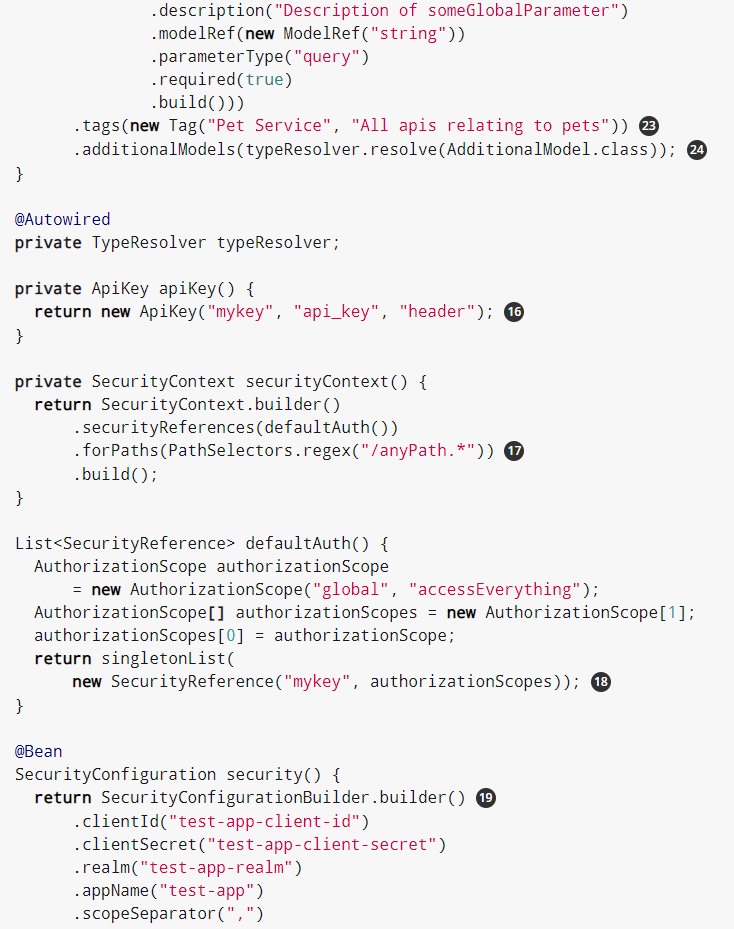 .description("Description of someGlobalParameter")
.modelRef(new ModelRef("string"))
.parameterType("query")
.required(true)
.build()))
.tags(new Tag("Pet Service", "All apis relating to pets")) 23
.additionalModels(typeResolver.resolve(AdditionalModel.class)); 24
}
@Autowired
private TypeResolver typeResolver;
private ApiKey apiKey() {
return new ApiKey("mykey", "api_key", "header"); 16
}
private SecurityContext securityContext() {
return SecurityContext.builder()
.securityReferences(defaultAuth())
.forPaths(PathSelectors.regex("/anyPath.*")) 17
.build();
}
List<SecurityReference> defaultAuth() {
AuthorizationScope authorizationScope
= new AuthorizationScope("global", "accessEverything");
AuthorizationScope[] authorizationScopes = new AuthorizationScope[1];
authorizationScopes[0] = authorizationScope;
return singletonList(
new SecurityReference("mykey", authorizationScopes)); 18
}
@Bean
SecurityConfiguration security() {
return SecurityConfigurationBuilder.builder() 19
.clientId("test-app-client-id")
.clientSecret("test-app-client-secret")
.realm("test-app-realm")
.appName("test-app")
.scopeSeparator(",")